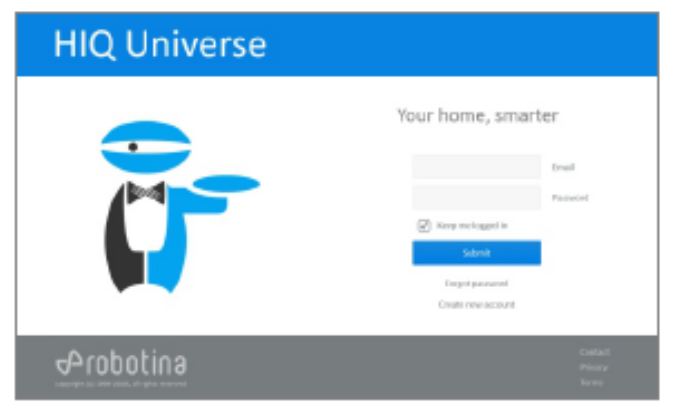 HIQ Universe
Your home, smarter
Email
Password
Keep me logged in
Submit
Forgot password
Create new account
robotina
Contact
Privacy
Terms